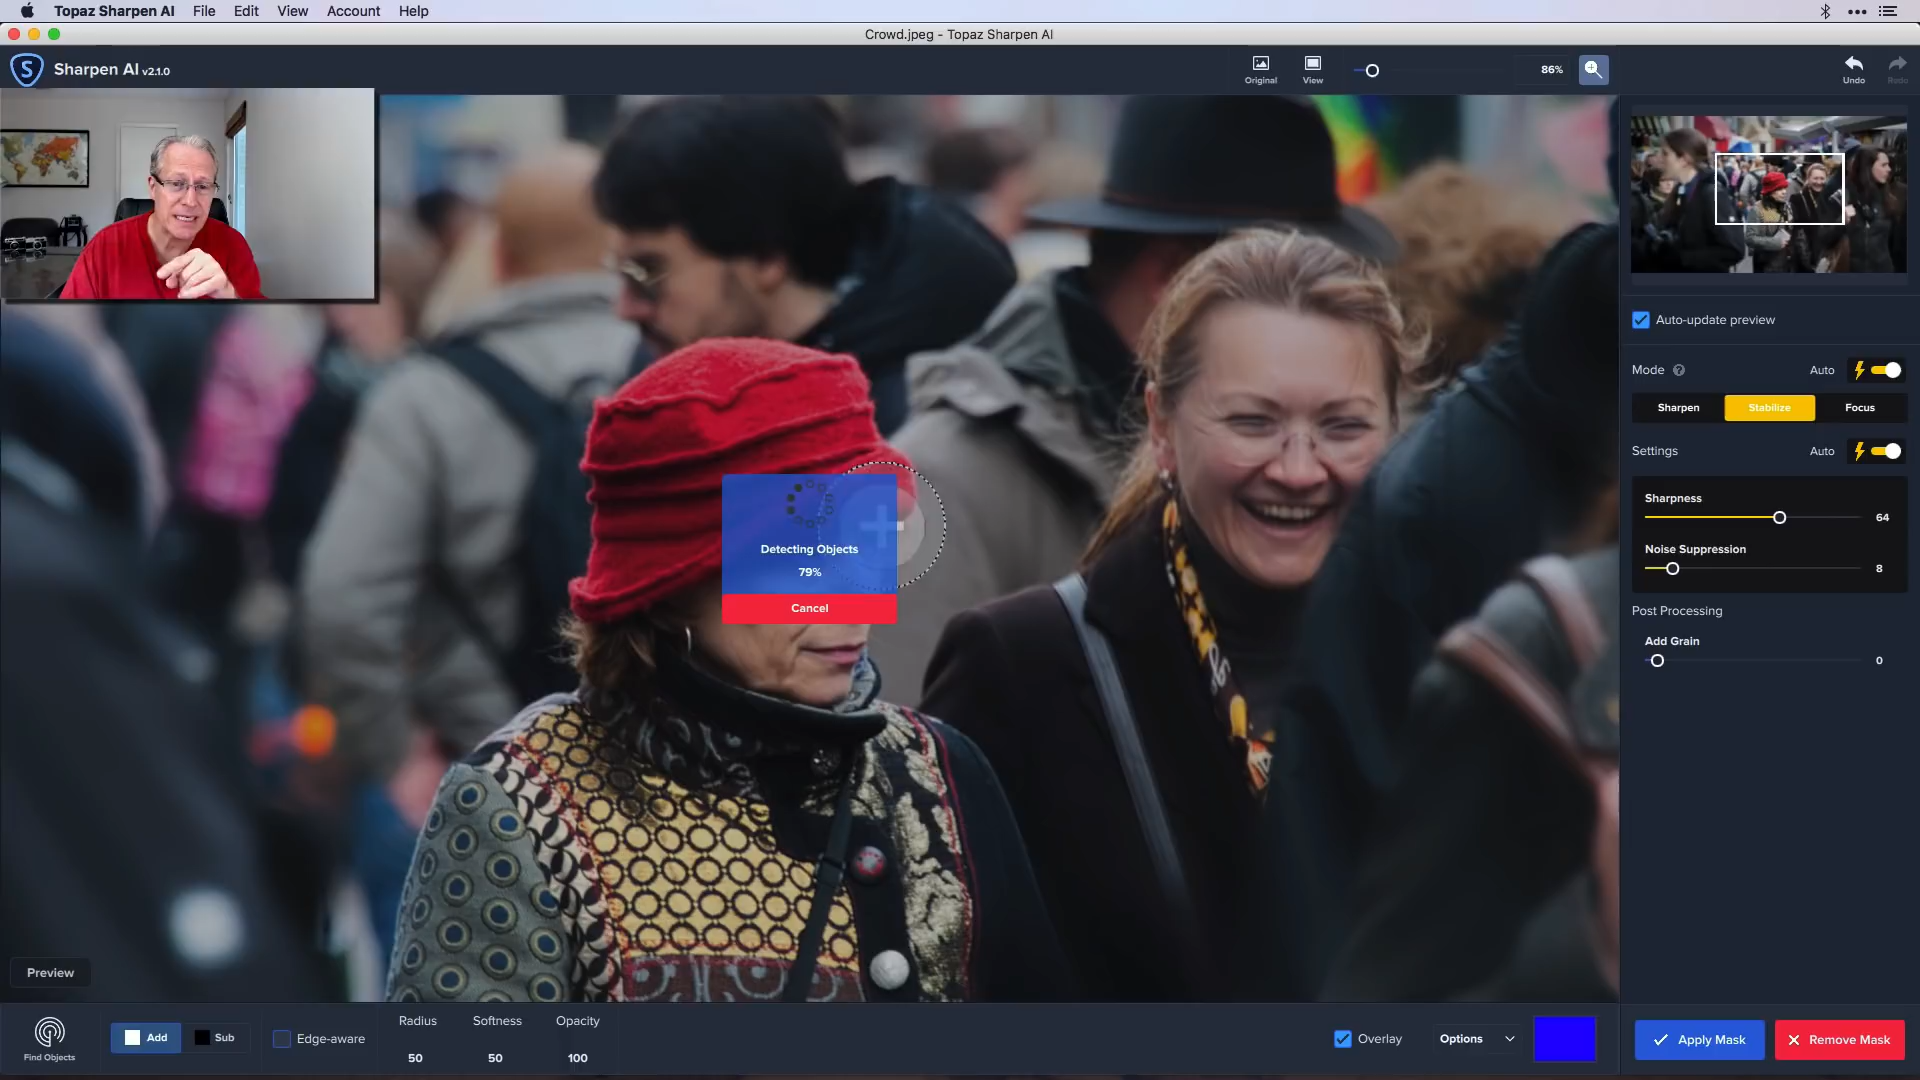 Topaz Sharpen AI File Edit View Account Help
Crowd.jpeg - Topaz Sharpen AI
Sharpen AI v2.1.0
Original
View
86%
Undo
Redo
Auto-update preview
Mode ? Auto
Sharpen Stabilize Focus
Settings Auto
Sharpness
64
Noise Suppression
8
Post Processing
Add Grain
0
Detecting Objects
79%
Cancel
Preview
Find Objects
Add Sub
Edge-aware
Radius Softness Opacity
50 50 100
Overlay
Options
Apply Mask
Remove Mask